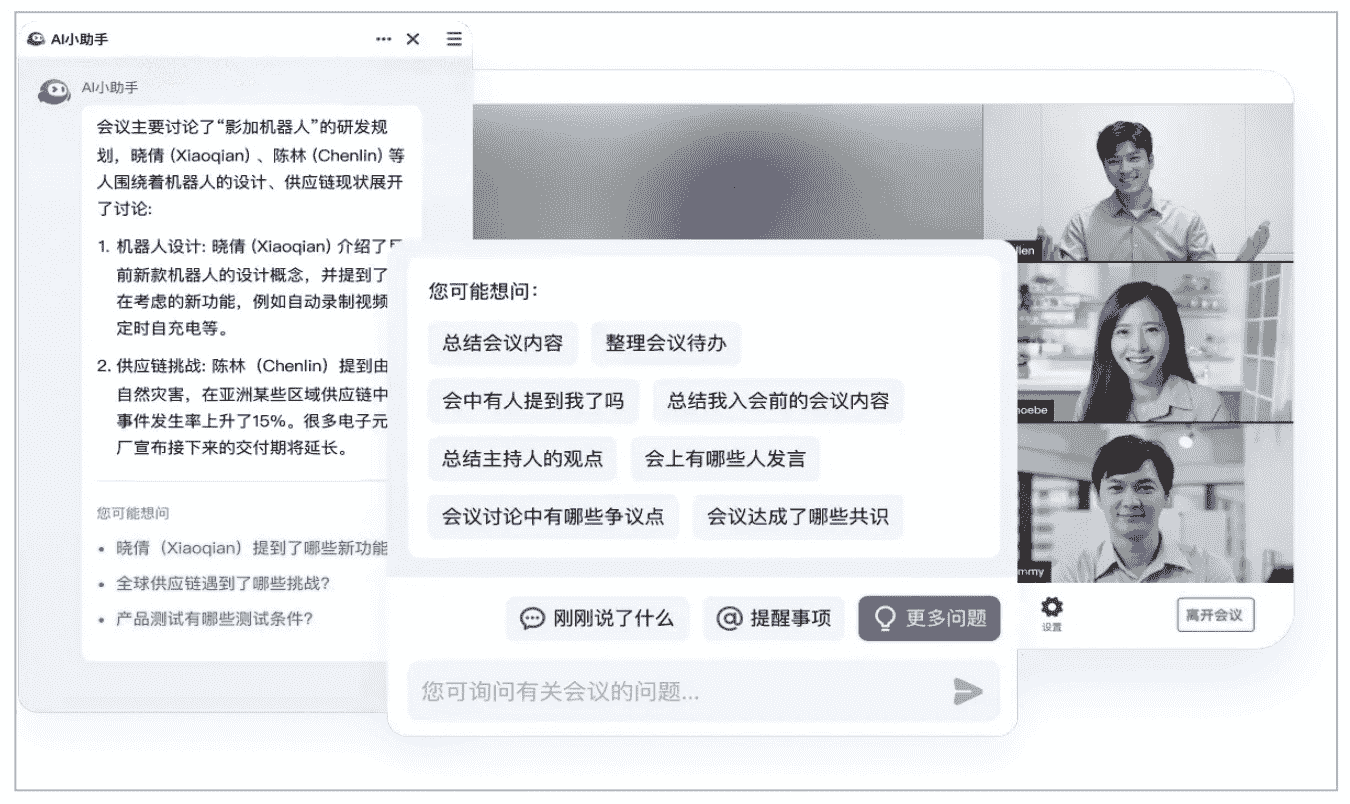 AI小助手
AI小助手
会议主要讨论了“影加机器人”的研发规
划，晓倩 (Xiaoqian) 、陈林 (Chenlin) 等
人围绕着机器人的设计、供应链现状展开
了讨论:
1. 机器人设计: 晓倩 (Xiaoqian) 介绍了
前新款机器人的设计概念，并提到了
在考虑的新功能，例如自动录制视频
定时自充电等。
2. 供应链挑战: 陈林（Chenlin）提到由
自然灾害，在亚洲某些区域供应链中
事件发生率上升了15%。很多电子元
厂宣布接下来的交付期将延长。
您可能想问
• 晓倩（Xiaoqian）提到了哪些新功能
• 全球供应链遇到了哪些挑战?
• 产品测试有哪些测试条件?
您可能想问：
总结会议内容 整理会议待办
会中有人提到我了吗 总结我入会前的会议内容
总结主持人的观点 会上有哪些人发言
会议讨论中有哪些争议点 会议达成了哪些共识
刚刚说了什么 @ 提醒事项 更多问题
您可询问有关会议的问题...
llen
hoebe
mmy
设置
离开会议